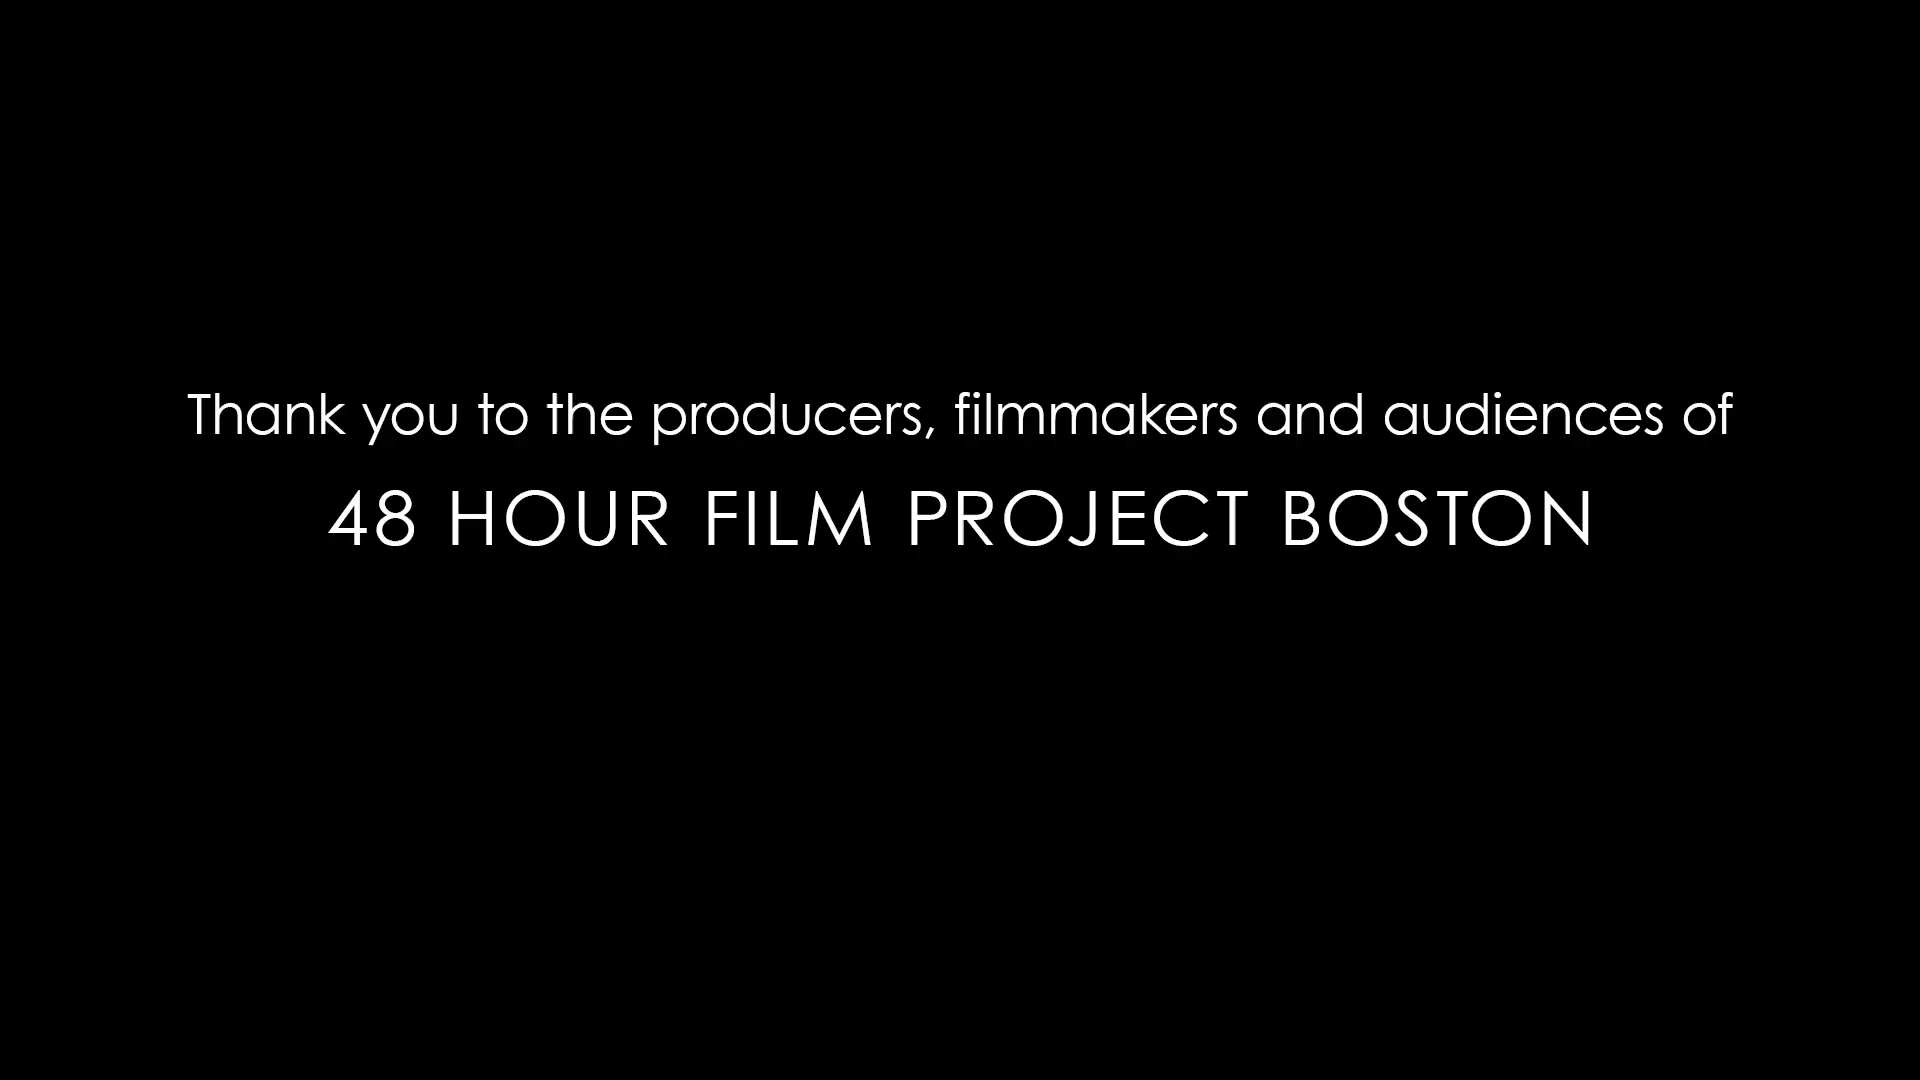 Thank you to the producers, filmmakers and audiences of
48 HOUR FILM PROJECT BOSTON